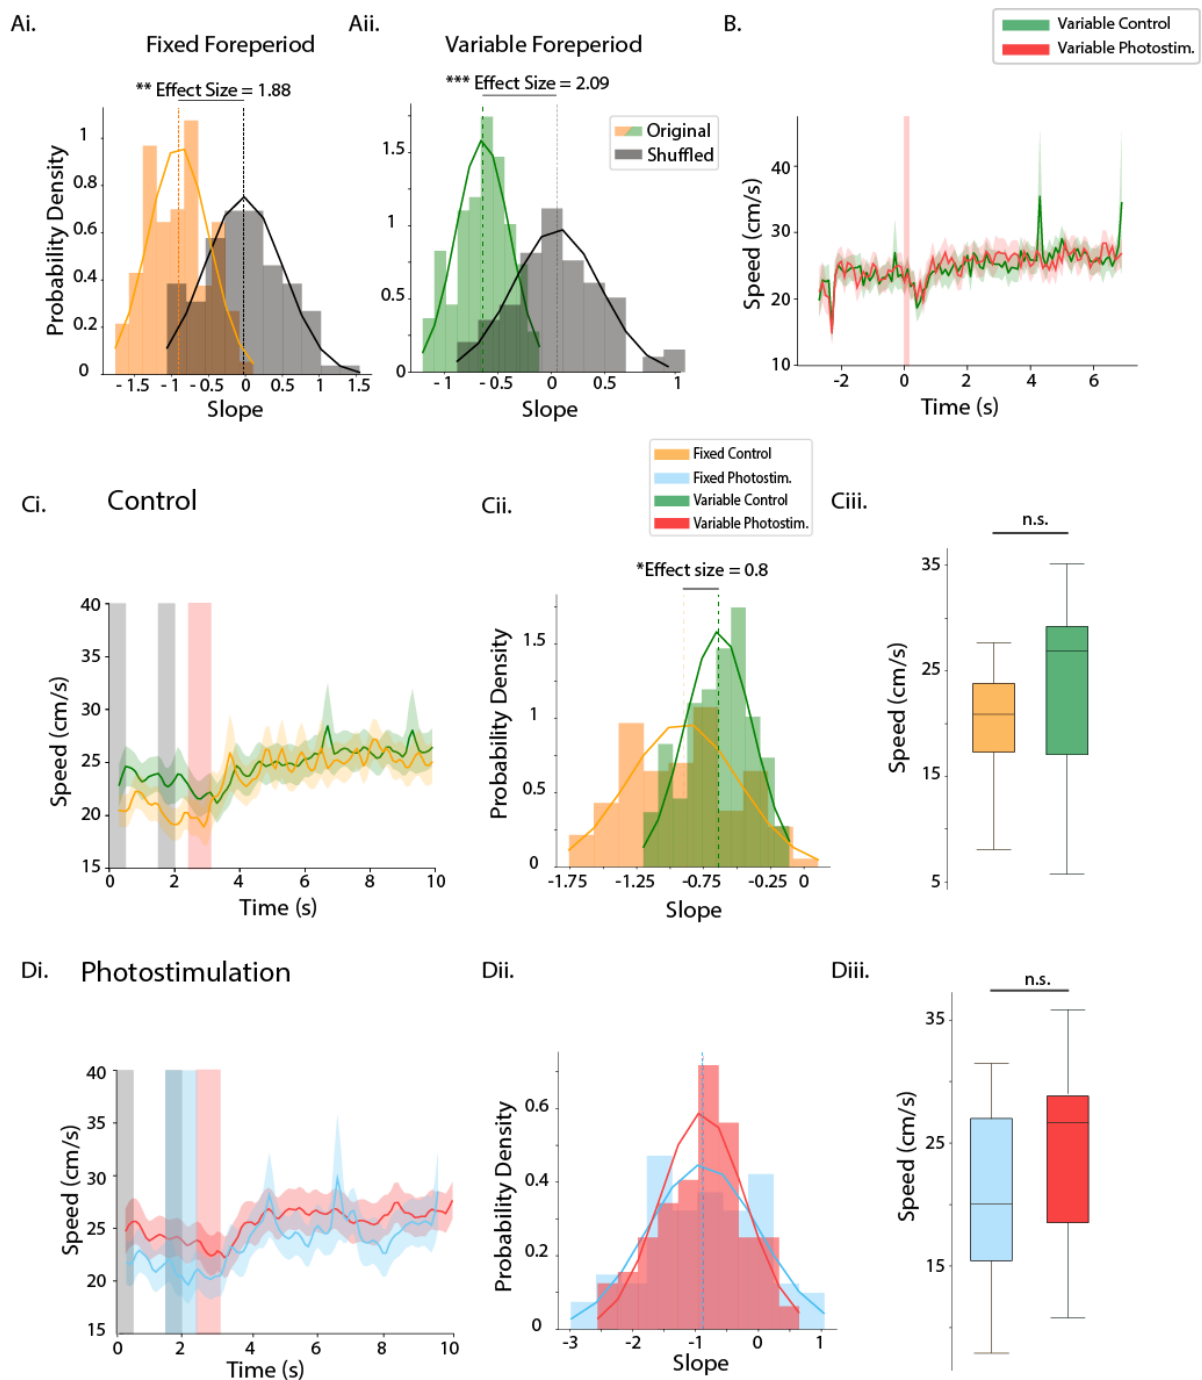 Ai.
Fixed Foreperiod
** Effect Size = 1.88
Probability Density
1
0.8
0.6
0.4
0.2
0
-1.5
-1
-0.5
0
0.5
1
1.5
Slope
Aii.
Variable Foreperiod
*** Effect Size = 2.09
Original
Shuffled
1.5
1
0.5
0
-1
-0.5
0
0.5
1
Slope
B.
Variable Control
Variable Photostim.
Speed (cm/s)
40
30
20
10
-2
0
2
4
6
Time (s)
Ci.
Control
Speed (cm/s)
40
35
30
25
20
15
0
2
4
6
8
10
Time (s)
Cii.
Fixed Control
Fixed Photostim.
Variable Control
Variable Photostim.
*Effect size = 0.8
Probability Density
1.5
1
0.5
0
-1.75
-1.25
-0.75
-0.25
0
Slope
Ciii.
n.s.
Speed (cm/s)
35
25
15
5
Di.
Photostimulation
Speed (cm/s)
40
35
30
25
20
15
0
2
4
6
8
10
Time (s)
Dii.
Probability Density
0.6
0.4
0.2
0
-3
-2
-1
0
1
Slope
Diii.
n.s.
Speed (cm/s)
35
25
15